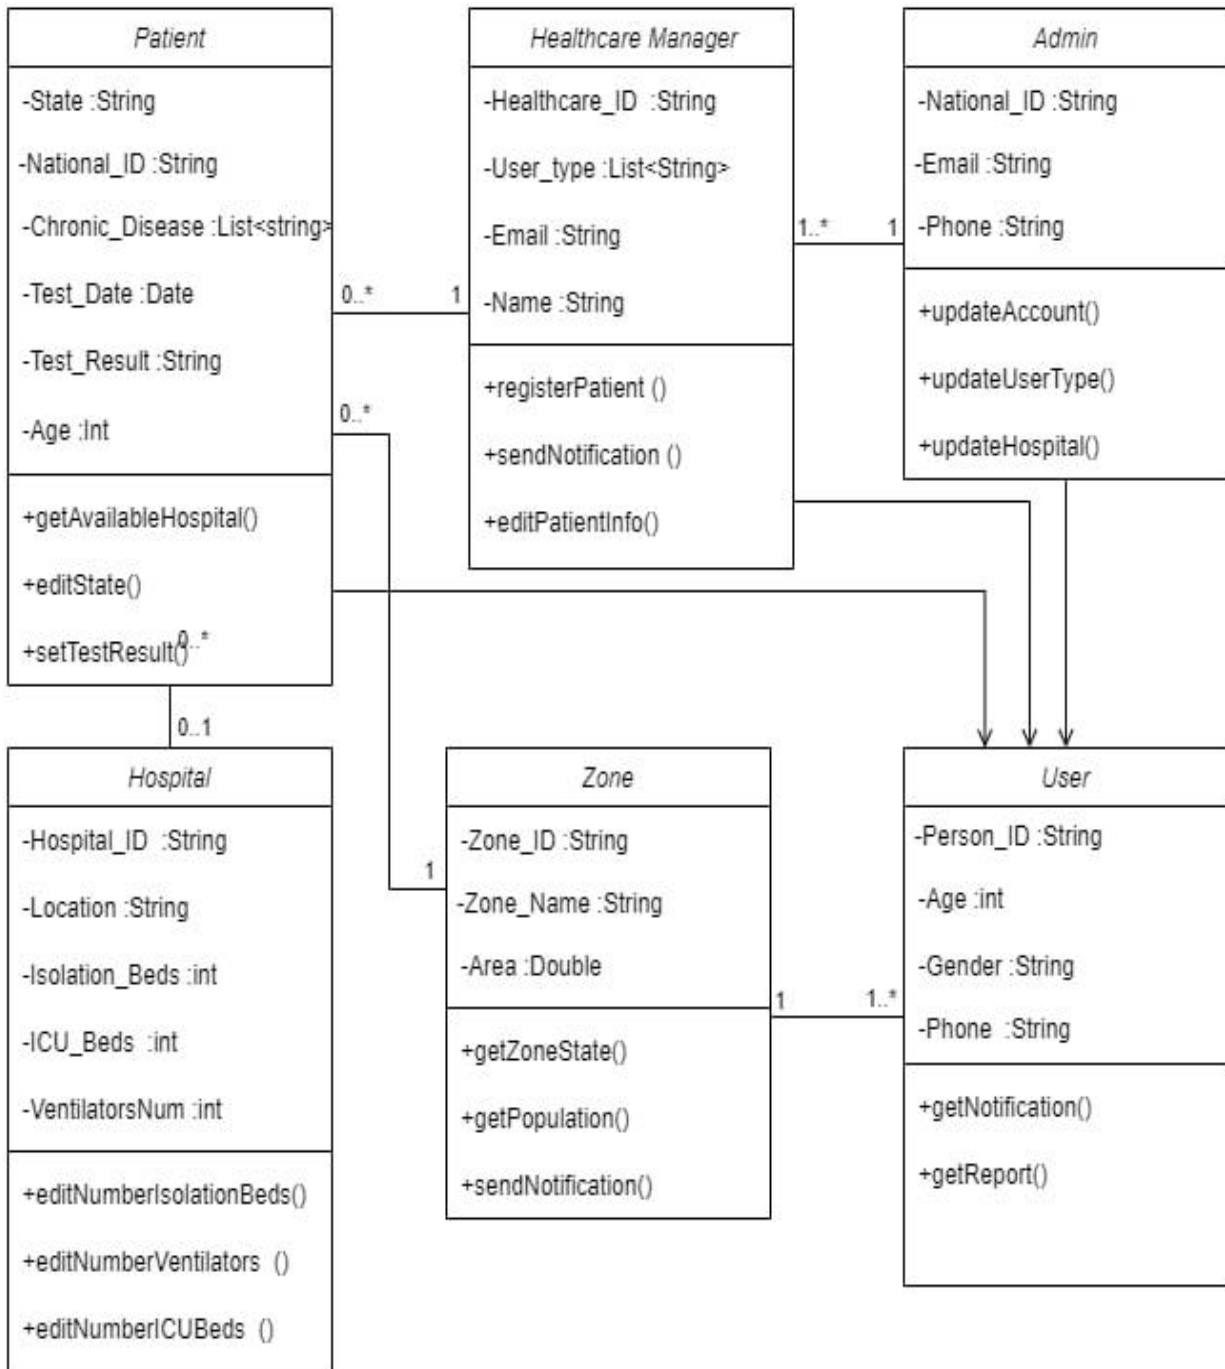 Patient
-State :String
-National_ID :String
-Chronic_Disease :List<string>
-Test_Date :Date
-Test_Result :String
-Age :Int
+getAvailableHospital()
+editState()
+setTestResult()
Healthcare Manager
-Healthcare_ID  :String
-User_type :List<String>
-Email :String
-Name :String
+registerPatient ()
+sendNotification ()
+editPatientInfo()
Admin
-National_ID :String
-Email :String
-Phone :String
+updateAccount()
+updateUserType()
+updateHospital()
0..*
1
1..*
1
0..*
1
0..*
0..1
Hospital
-Hospital_ID  :String
-Location :String
-Isolation_Beds :int
-ICU_Beds  :int
-VentilatorsNum :int
+editNumberIsolationBeds()
+editNumberVentilators  ()
+editNumberICUBeds  ()
Zone
-Zone_ID :String
-Zone_Name :String
-Area :Double
+getZoneState()
+getPopulation()
+sendNotification()
1
1..*
User
-Person_ID :String
-Age :int
-Gender :String
-Phone  :String
+getNotification()
+getReport()